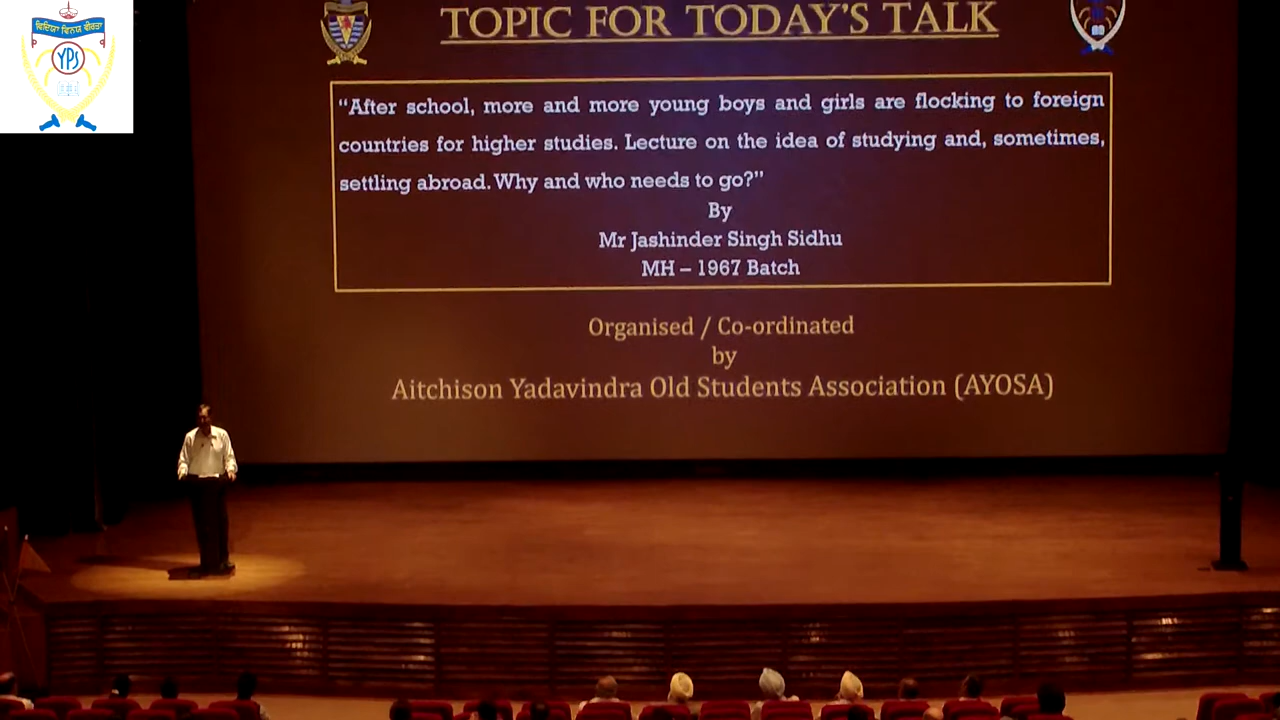 ਵਿਦਿਯਾ ਵਿਨਯ ਵੀਰਤਾ
YPS
TOPIC FOR TODAY'S TALK
“After school, more and more young boys and girls are flocking to foreign
countries for higher studies. Lecture on the idea of studying and, sometimes,
settling abroad. Why and who needs to go?”
By
Mr Jashinder Singh Sidhu
MH – 1967 Batch
Organised / Co-ordinated
by
Aitchison Yadavindra Old Students Association (AYOSA)